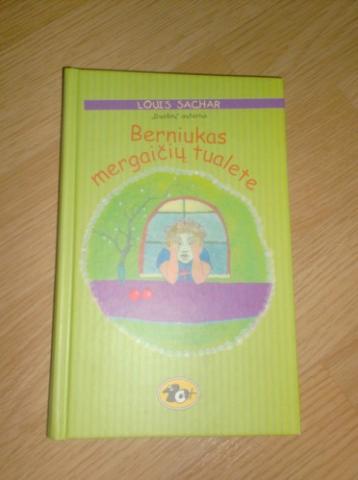 LOUIS SACHAR
„Duobių“ autorius
Berniukas
mergaičių tualete